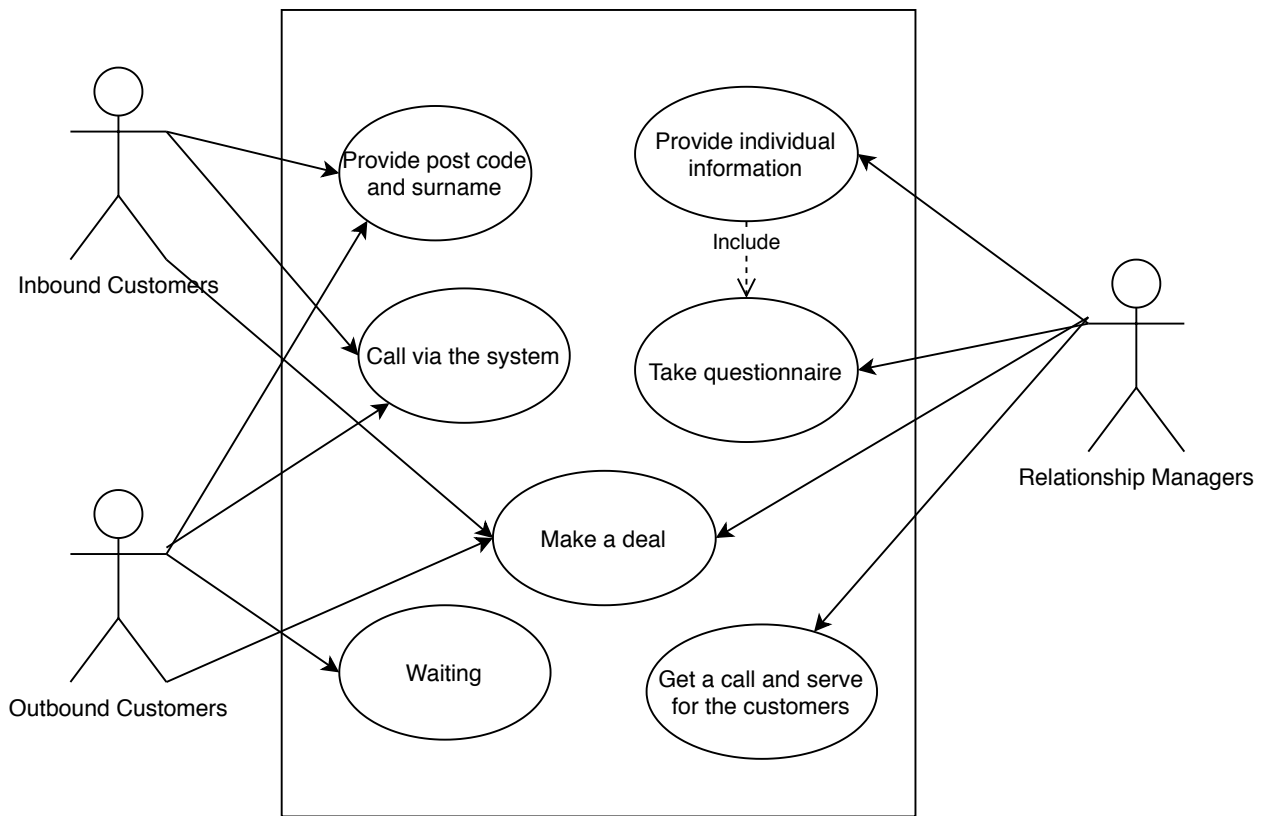 Provide post code
and surname
Provide individual
information
Include
Inbound Customers
Call via the system
Take questionnaire
Relationship Managers
Make a deal
Outbound Customers
Waiting
Get a call and serve
for the customers